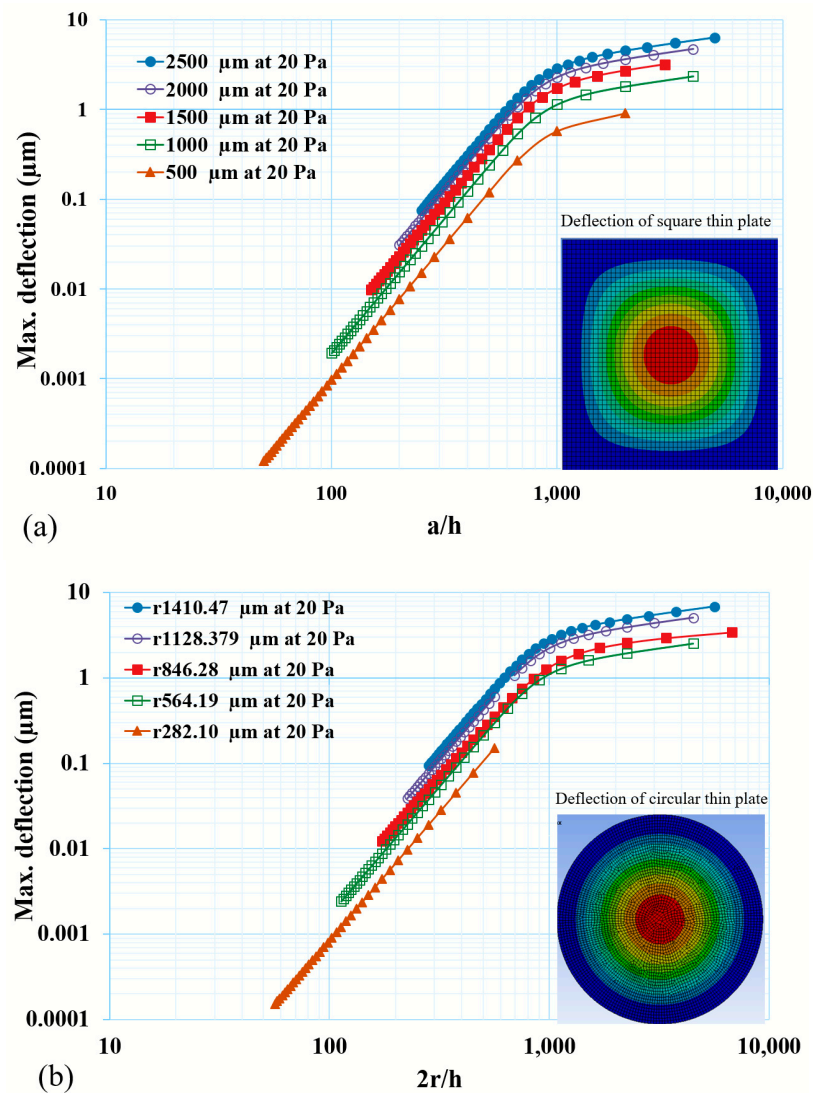 10
1
0.1
0.01
0.001
0.0001
Max. deflection (µm)
2500 µm at 20 Pa
2000 µm at 20 Pa
1500 µm at 20 Pa
1000 µm at 20 Pa
500 µm at 20 Pa
Deflection of square thin plate
10 100 1,000 10,000
(a)
a/h
10
1
0.1
0.01
0.001
0.0001
Max. deflection (µm)
r1410.47 µm at 20 Pa
r1128.379 µm at 20 Pa
r846.28 µm at 20 Pa
r564.19 µm at 20 Pa
r282.10 µm at 20 Pa
Deflection of circular thin plate
10 100 1,000 10,000
(b)
2r/h